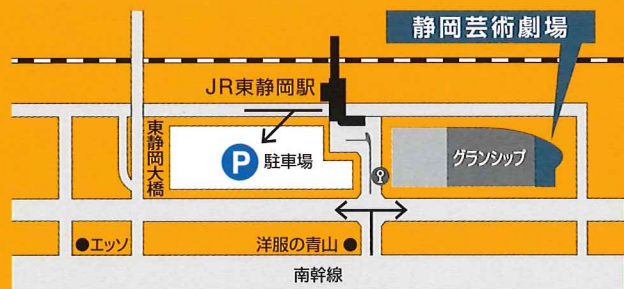 静岡芸術劇場
JR東静岡駅
東静岡大橋
P 駐車場
グランシップ
●エッソ
洋服の青山●
南幹線